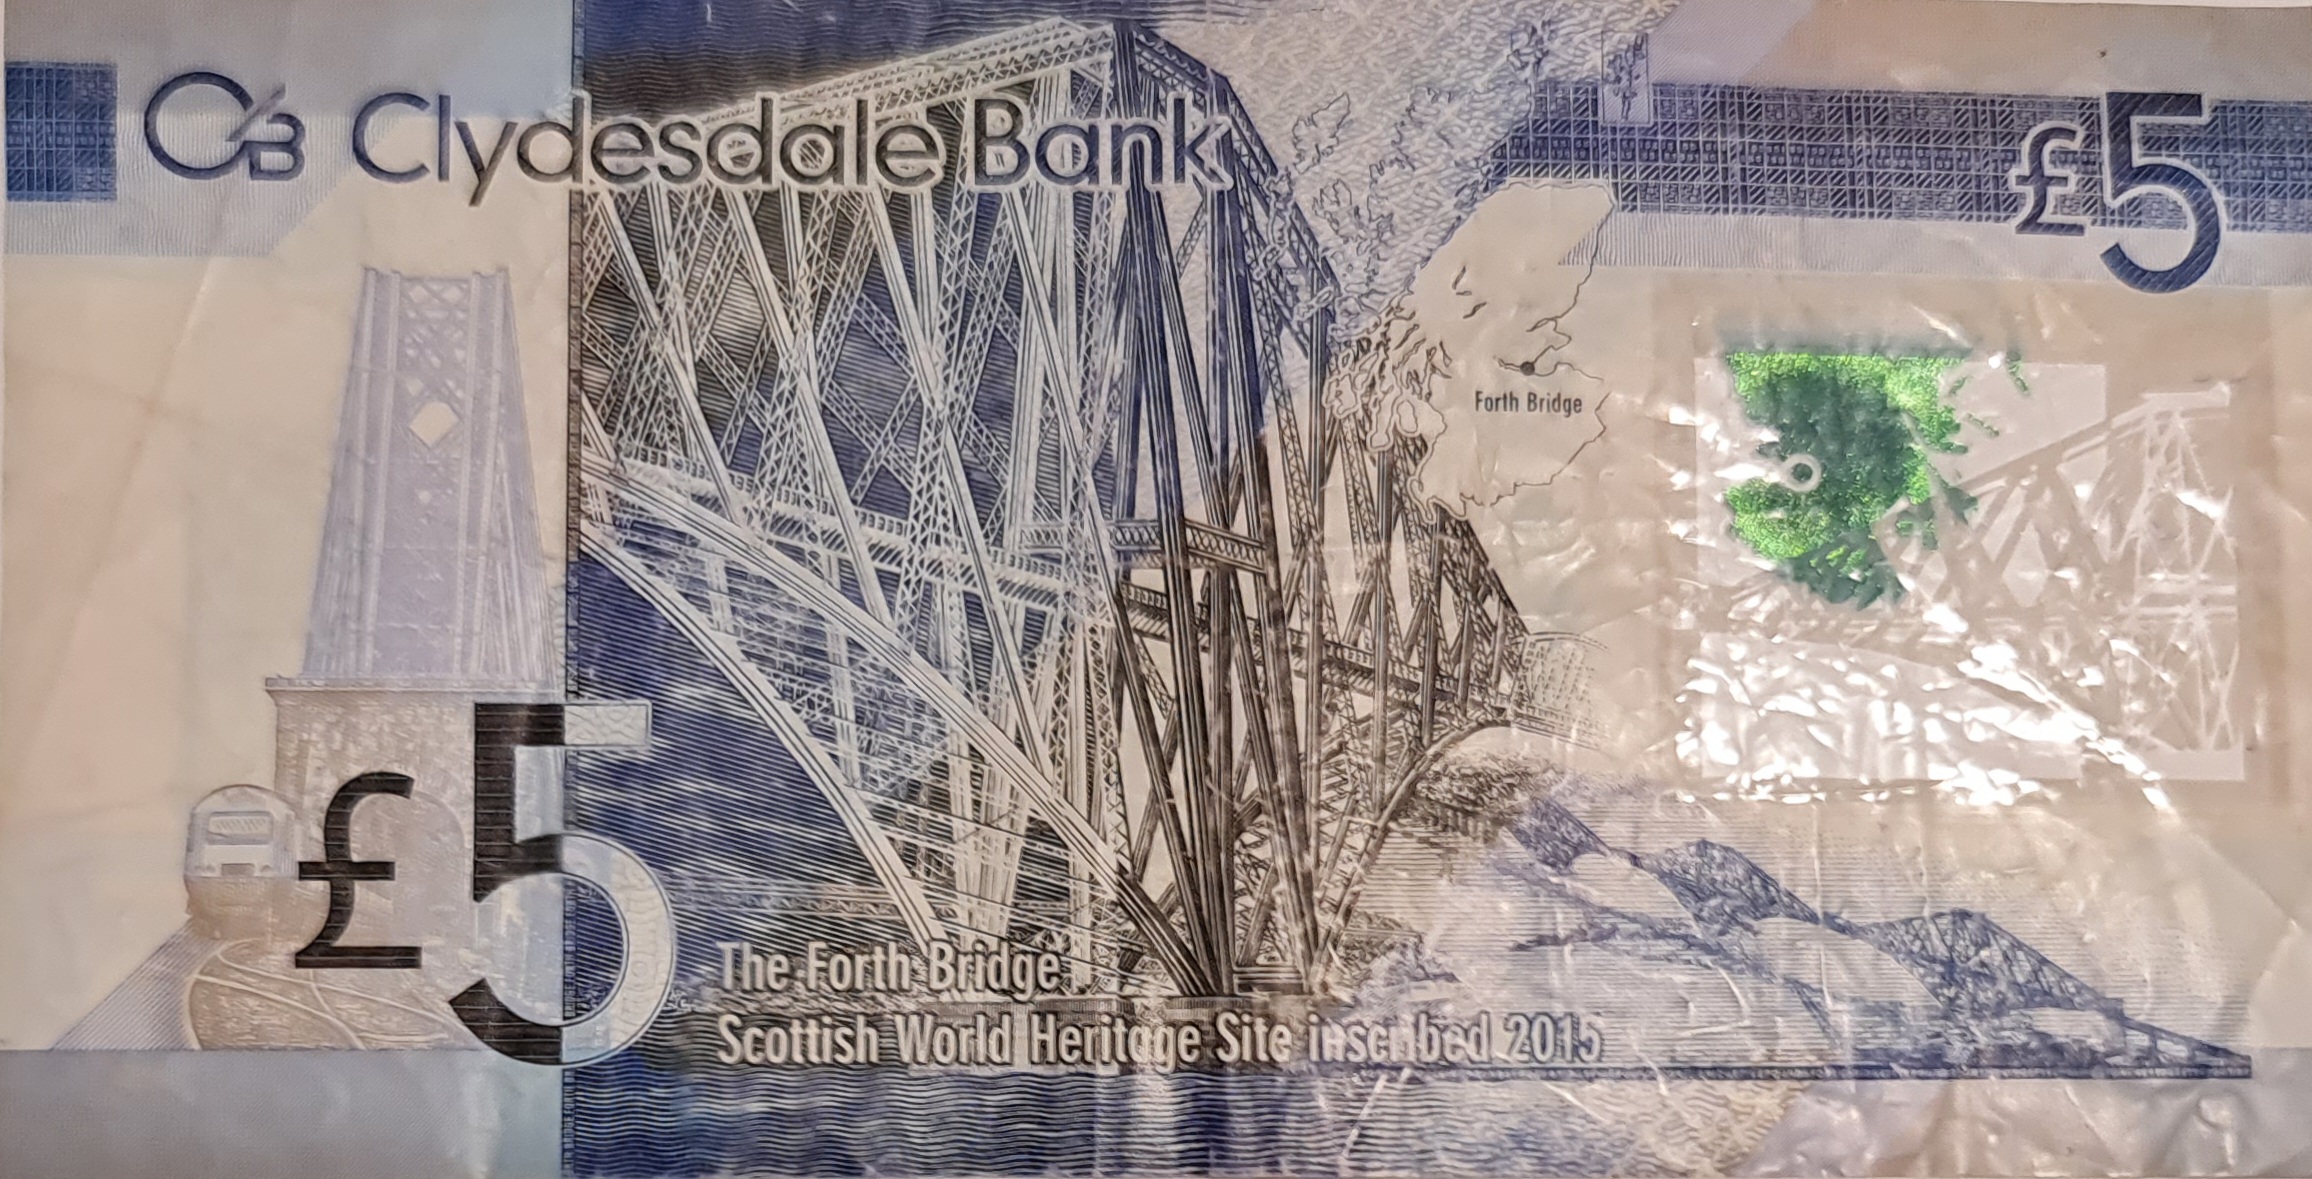 CB Clydesdale Bank
£5
Forth Bridge
£5
The Forth Bridge
Scottish World Heritage Site inscribed 2015